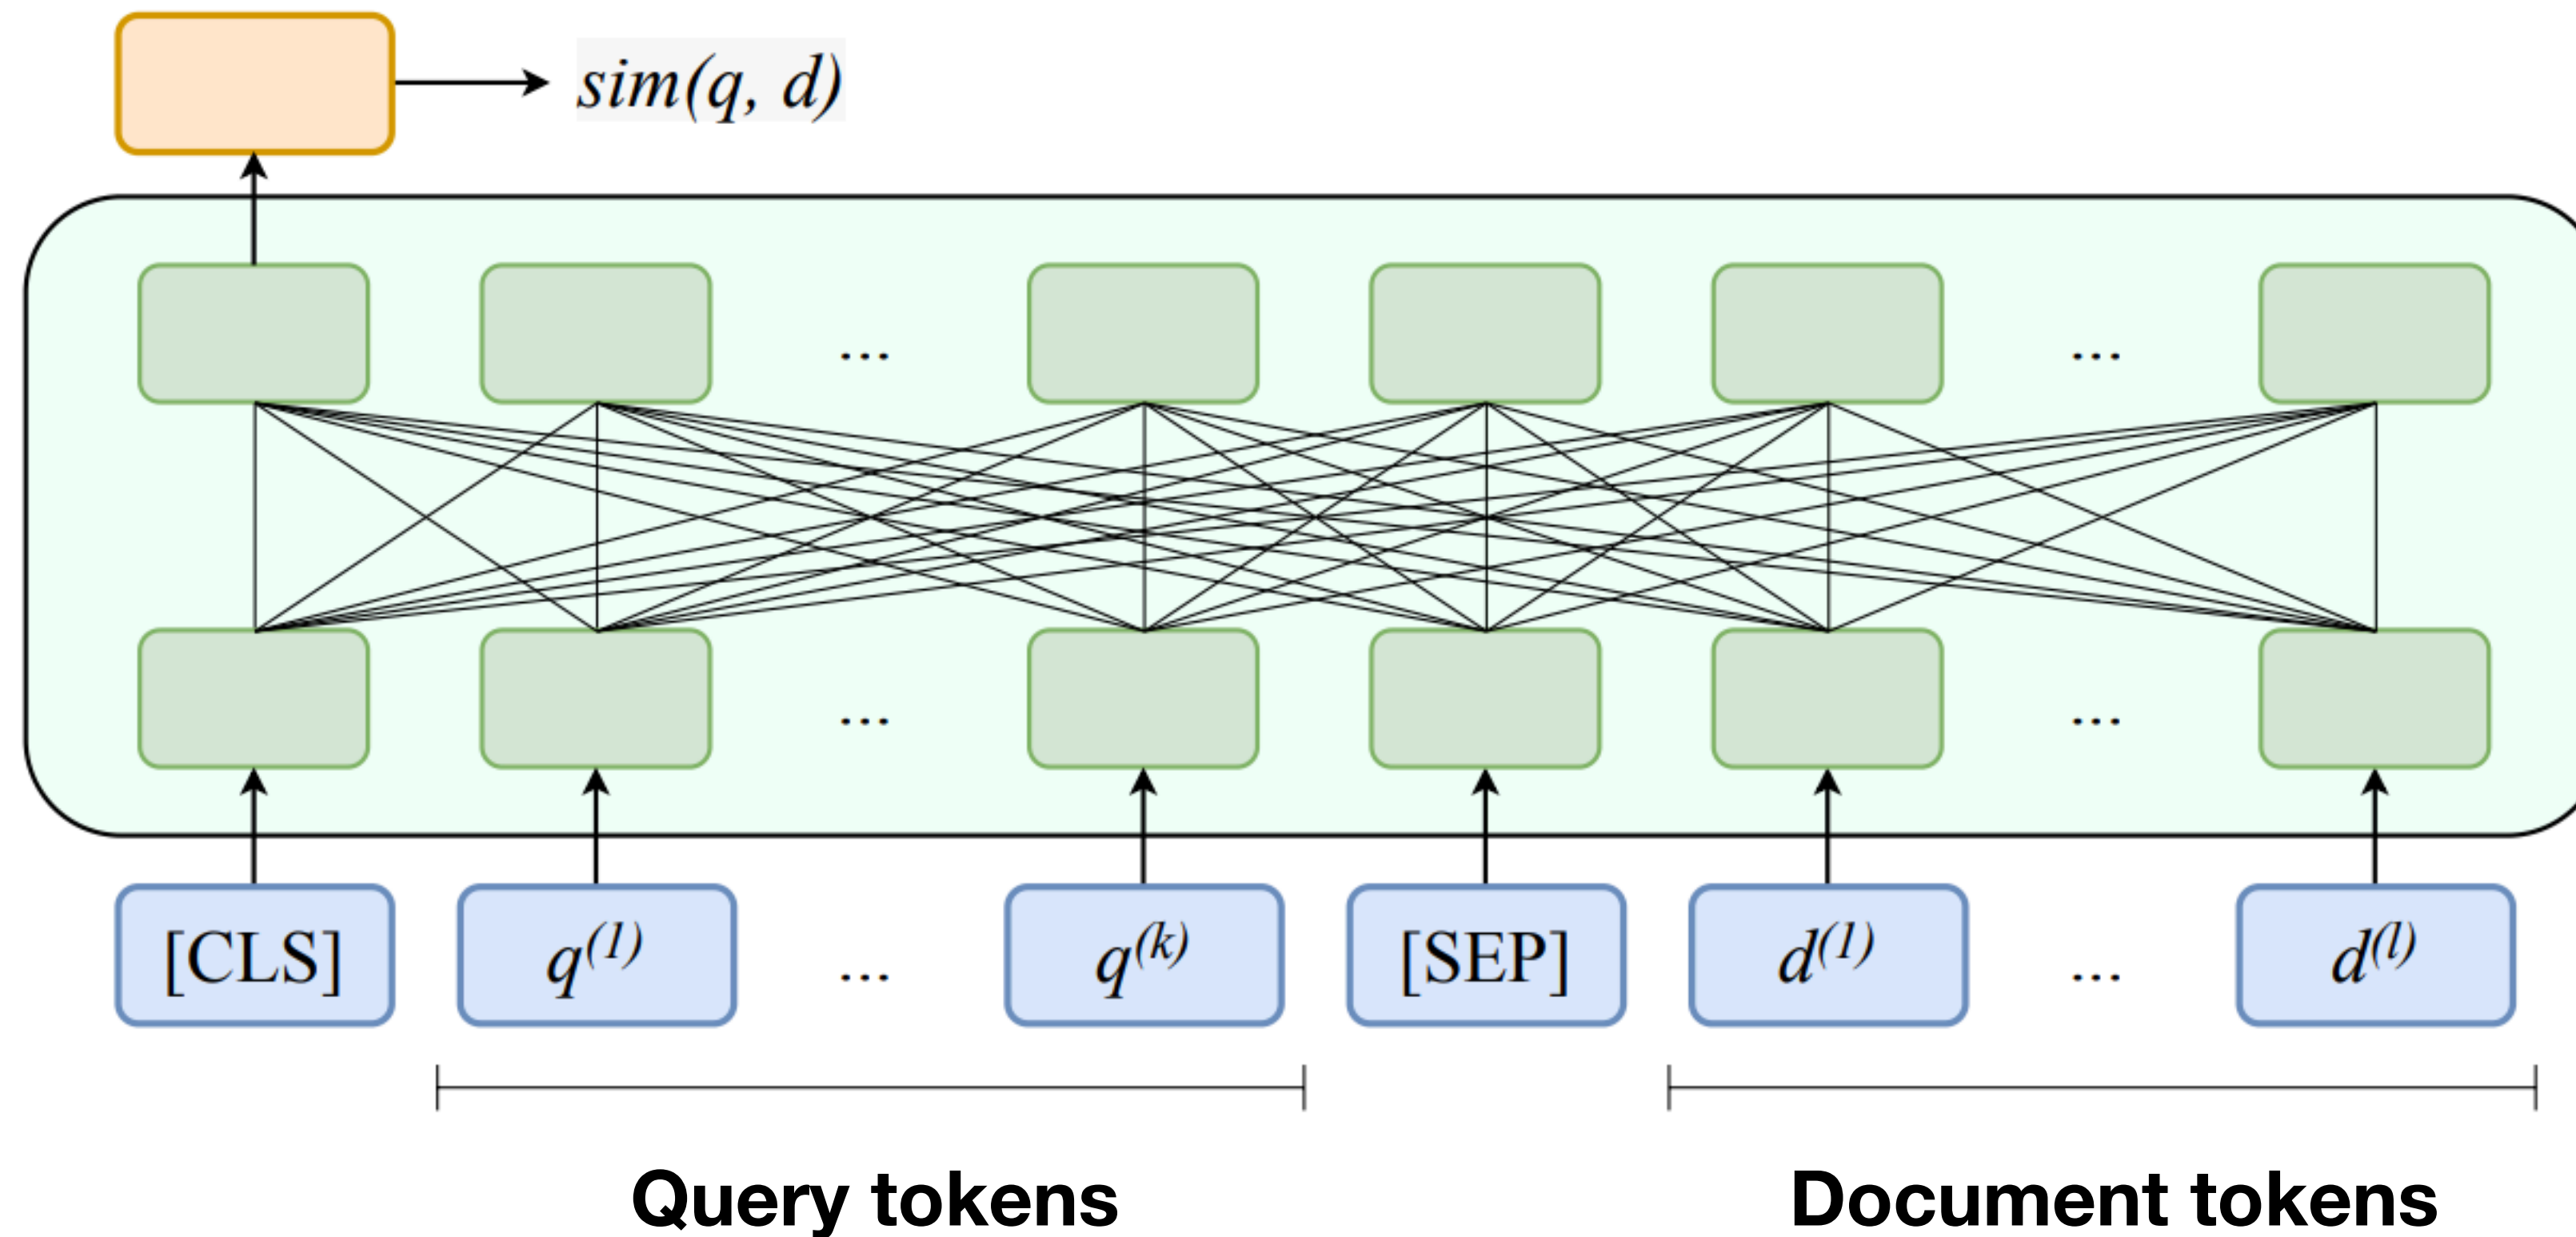 sim(q, d)
... ...
... ...
[CLS] q^(1) ... q^(k) [SEP] d^(1) ... d^(l)
Query tokens Document tokens